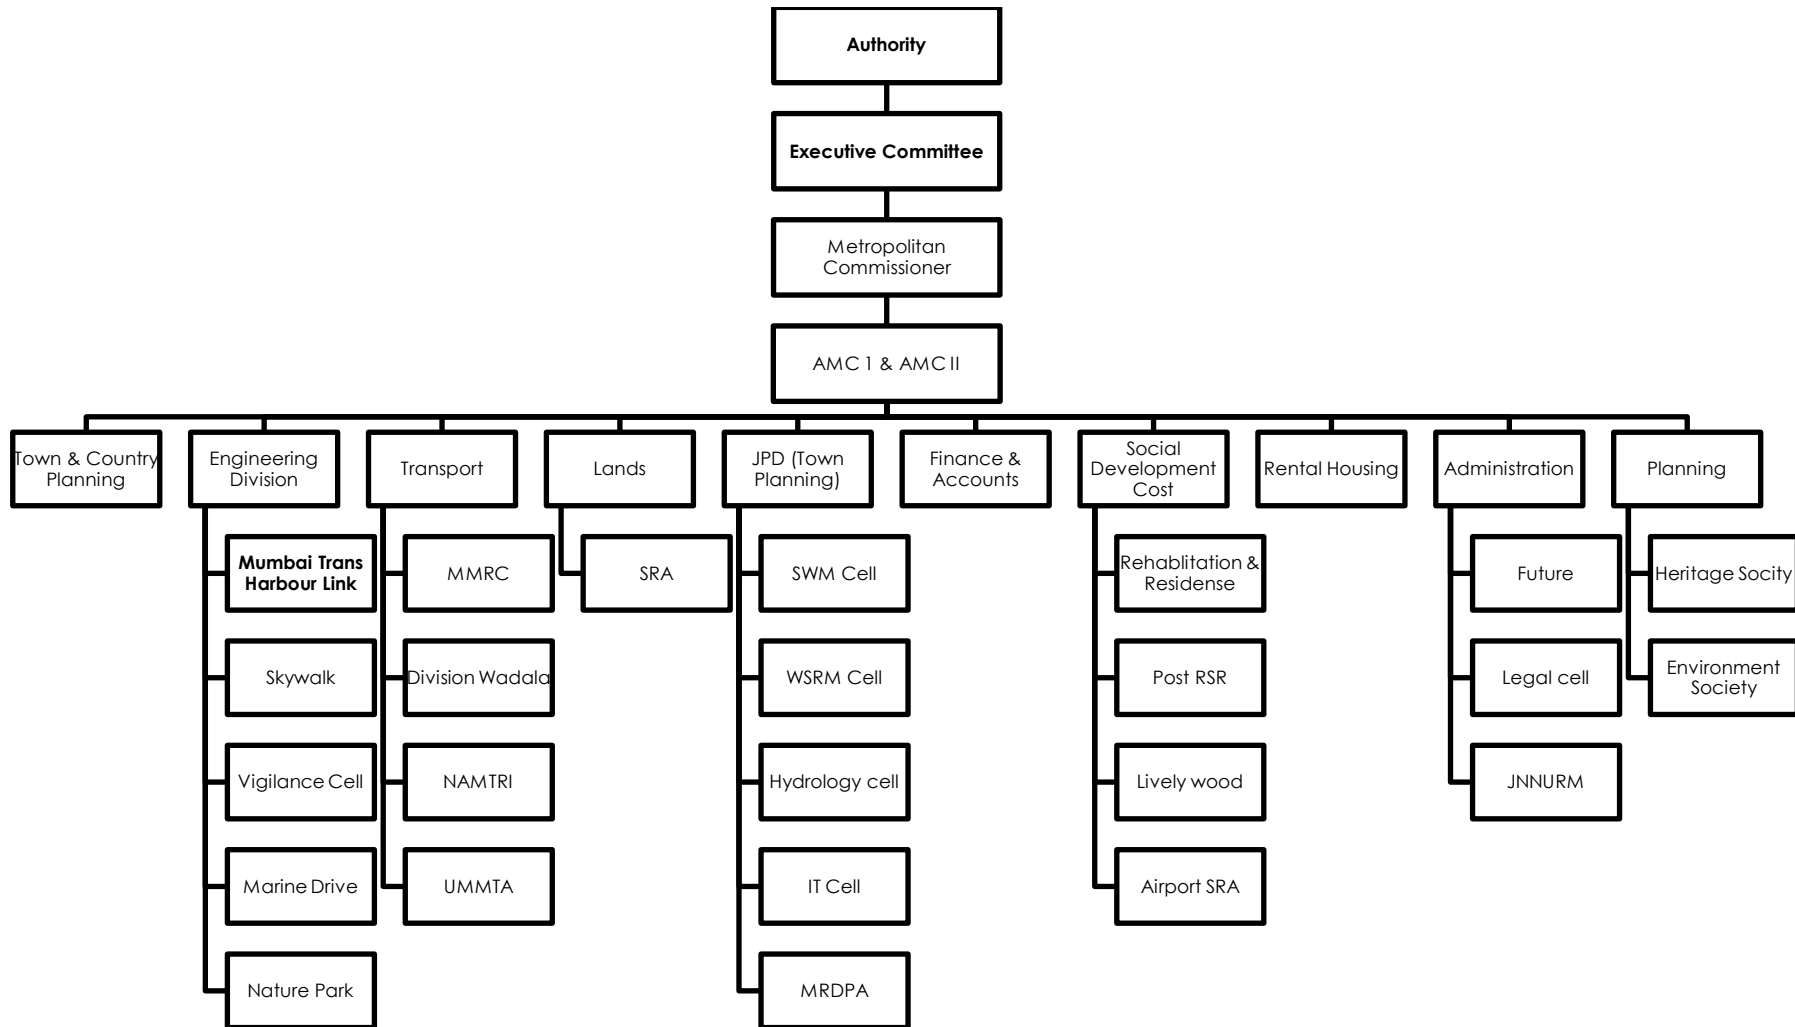 Authority
Executive Committee
Metropolitan
Commissioner
AMC 1 & AMC II
Town & Country
Planning
Engineering
Division
Transport
Lands
JPD (Town
Planning)
Finance &
Accounts
Social
Development
Cost
Rental Housing
Administration
Planning
Mumbai Trans
Harbour Link
Skywalk
Vigilance Cell
Marine Drive
Nature Park
MMRC
Division Wadala
NAMTRI
UMMTA
SRA
SWM Cell
WSRM Cell
Hydrology cell
IT Cell
MRDPA
Rehablitation &
Residense
Post RSR
Lively wood
Airport SRA
Future
Legal cell
JNNURM
Heritage Socity
Environment
Society